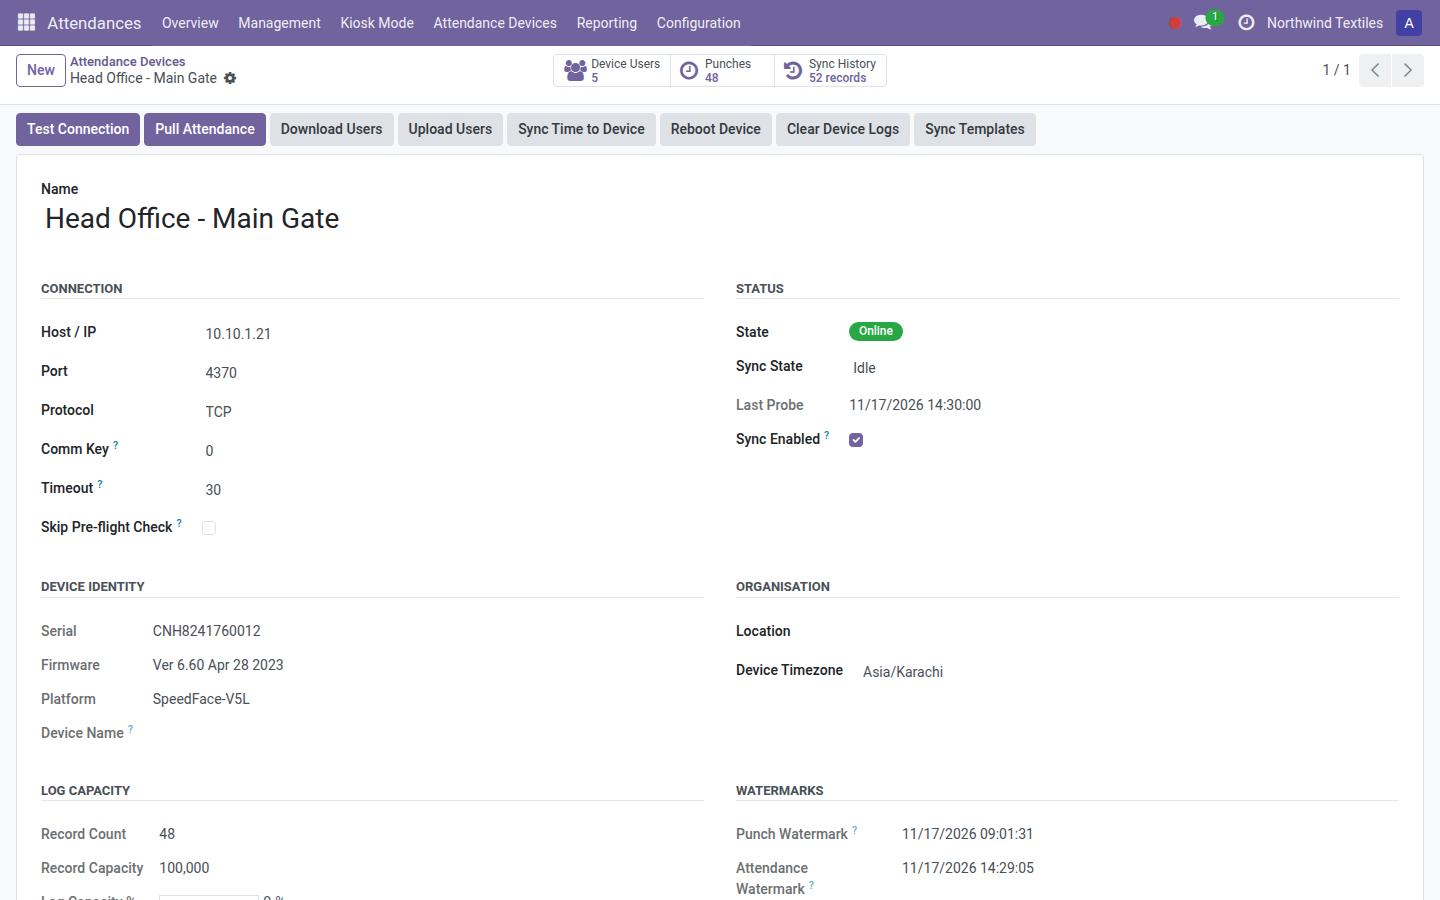 Attendances Overview Management Kiosk Mode Attendance Devices Reporting Configuration 1 Northwind Textiles A
New Attendance Devices
Head Office - Main Gate
Device Users
5
Punches
48
Sync History
52 records
1 / 1
Test Connection Pull Attendance Download Users Upload Users Sync Time to Device Reboot Device Clear Device Logs Sync Templates
Name
Head Office - Main Gate
CONNECTION
Host / IP 10.10.1.21
Port 4370
Protocol TCP
Comm Key ? 0
Timeout ? 30
Skip Pre-flight Check ?
STATUS
State Online
Sync State Idle
Last Probe 11/17/2026 14:30:00
Sync Enabled ?
DEVICE IDENTITY
Serial CNH8241760012
Firmware Ver 6.60 Apr 28 2023
Platform SpeedFace-V5L
Device Name ?
ORGANISATION
Location
Device Timezone Asia/Karachi
LOG CAPACITY
Record Count 48
Record Capacity 100,000
Log Capacity % 0 %
WATERMARKS
Punch Watermark ? 11/17/2026 09:01:31
Attendance 11/17/2026 14:29:05
Watermark ?